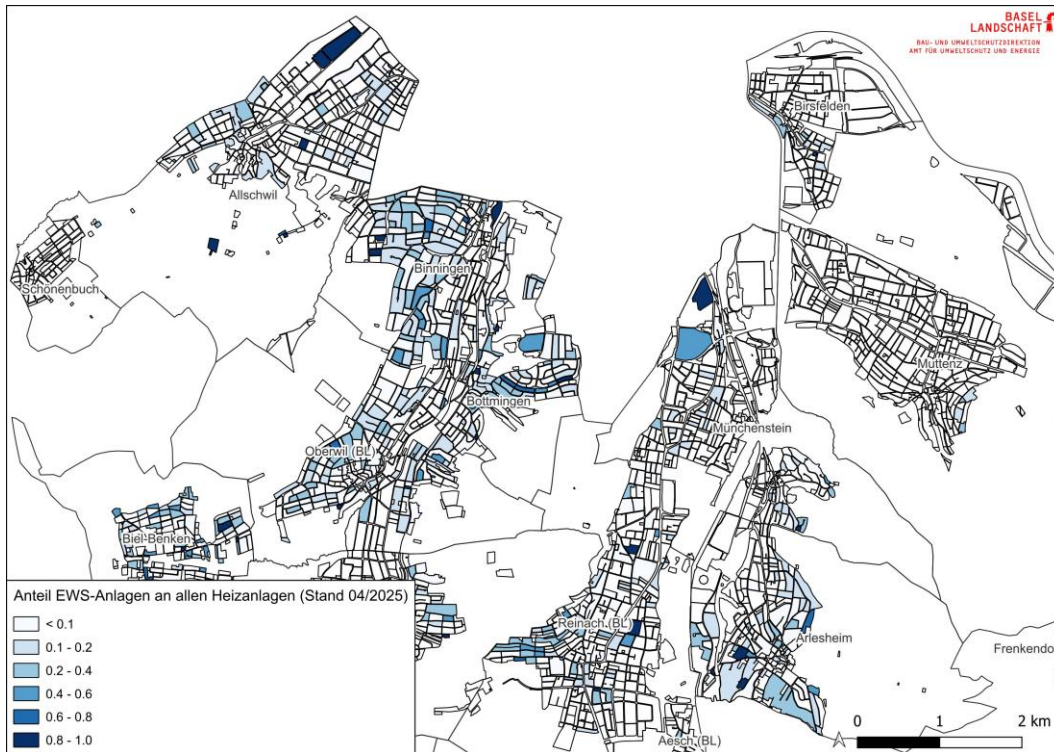 BASEL
LANDSCHAFT
BAU- UND UMWELTSCHUTZDIREKTION
AMT FÜR UMWELTSCHUTZ UND ENERGIE
Birsfelden
Allschwil
Schönenbuch
Binningen
Muttenz
Bottmingen
Münchenstein
Oberwil (BL)
Biel-Benken
Anteil EWS-Anlagen an allen Heizanlagen (Stand 04/2025)
< 0.1
0.1 - 0.2
0.2 - 0.4
0.4 - 0.6
0.6 - 0.8
0.8 - 1.0
Reinach (BL)
Arlesheim
Frenkendo
Aesch (BL)
0 1 2 km